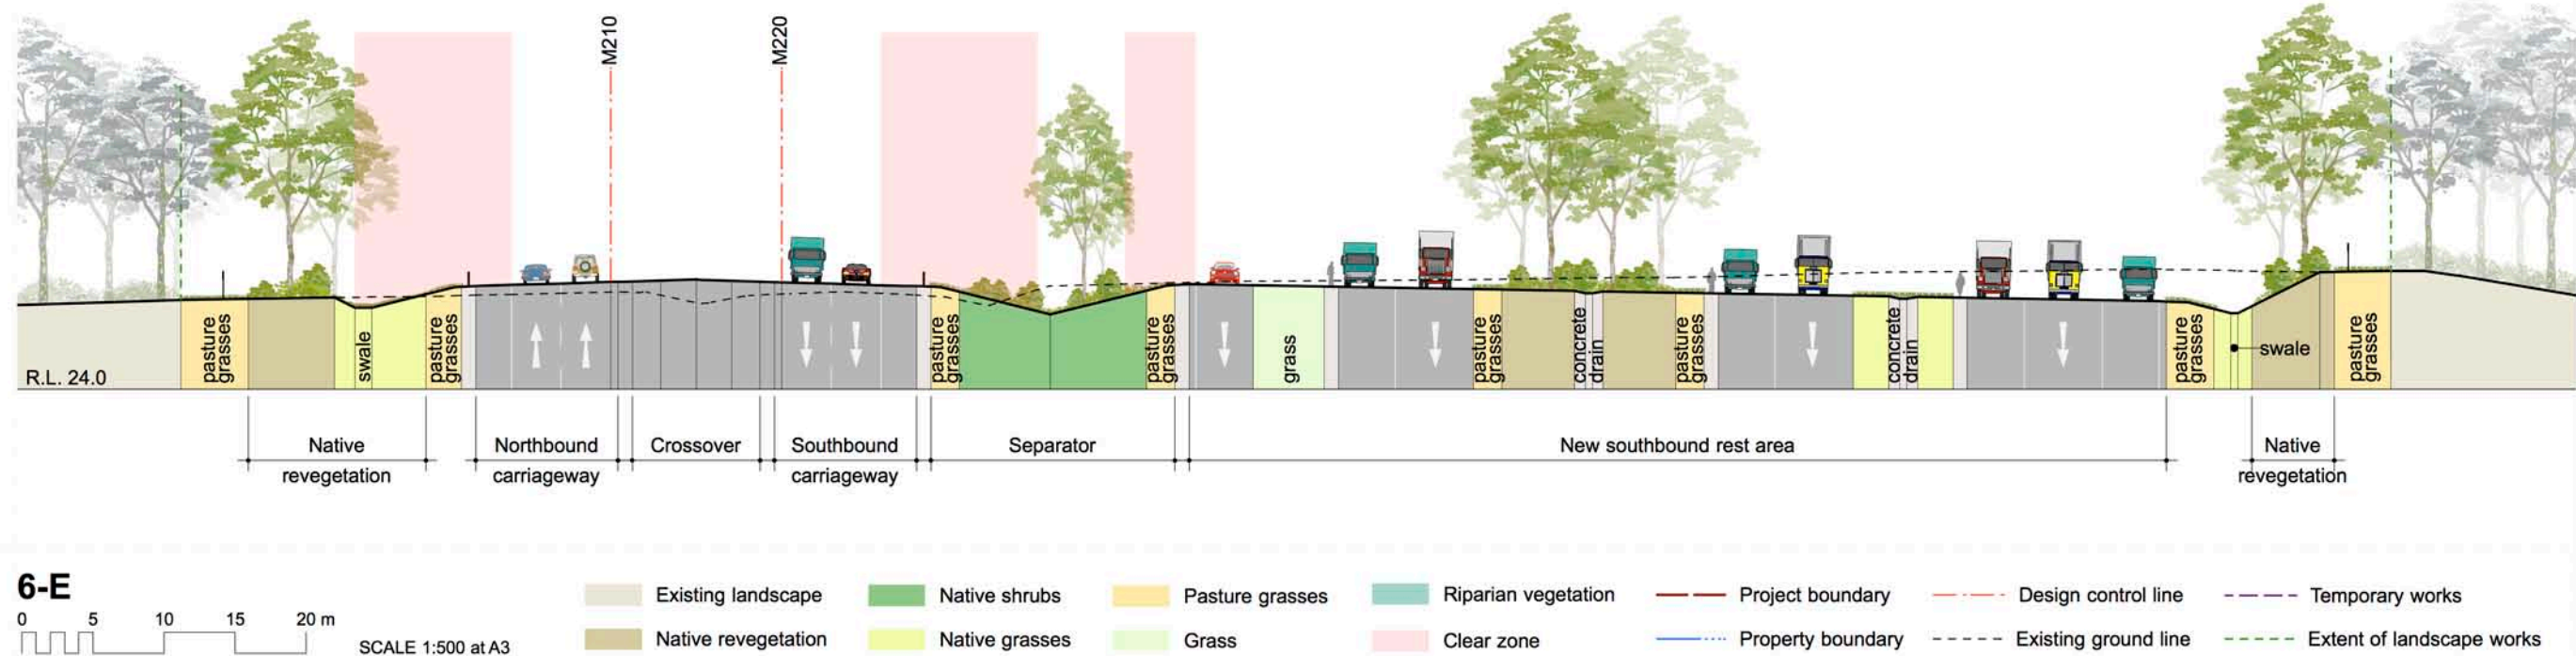 M210
M220
pasture
grasses
swale
pasture
grasses
pasture
grasses
pasture
grasses
grass
pasture
grasses
concrete
drain
pasture
grasses
concrete
drain
pasture
grasses
swale
pasture
grasses
R.L. 24.0
Native
revegetation
Northbound
carriageway
Crossover
Southbound
carriageway
Separator
New southbound rest area
Native
revegetation
6-E
0 5 10 15 20 m
SCALE 1:500 at A3
Existing landscape
Native revegetation
Native shrubs
Native grasses
Pasture grasses
Grass
Riparian vegetation
Clear zone
Project boundary
Property boundary
Design control line
Existing ground line
Temporary works
Extent of landscape works